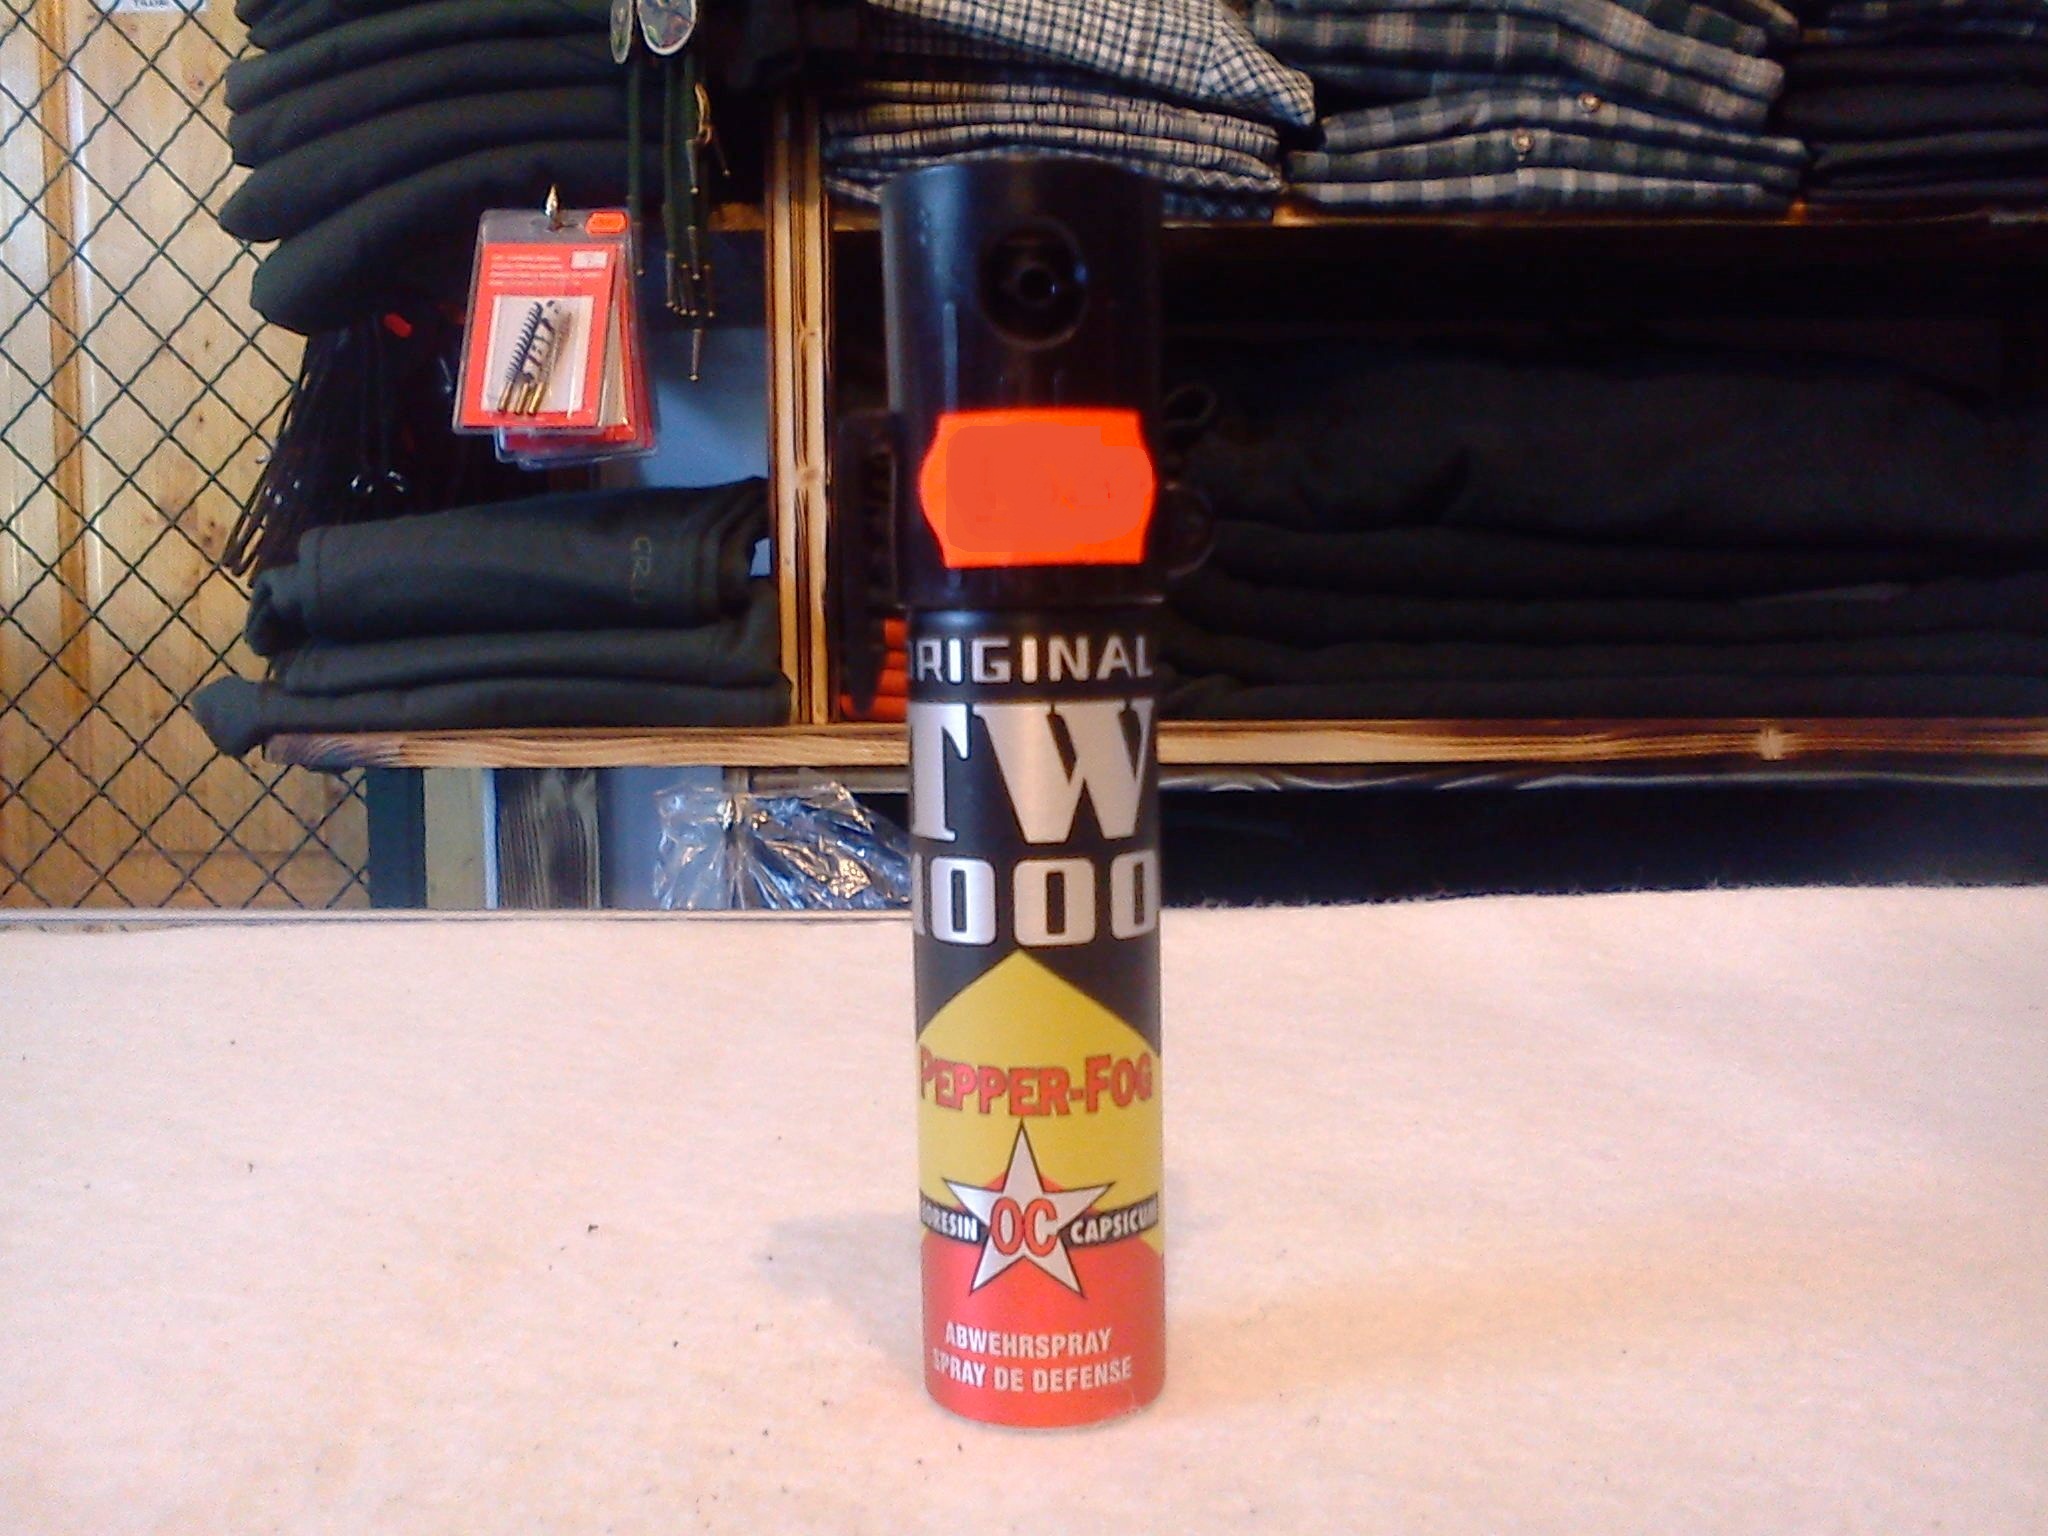 ORIGINAL
TW
1000
PEPPER-FOG
OC
CAPSICUM
ABWEHRSPRAY
SPRAY DE DEFENSE